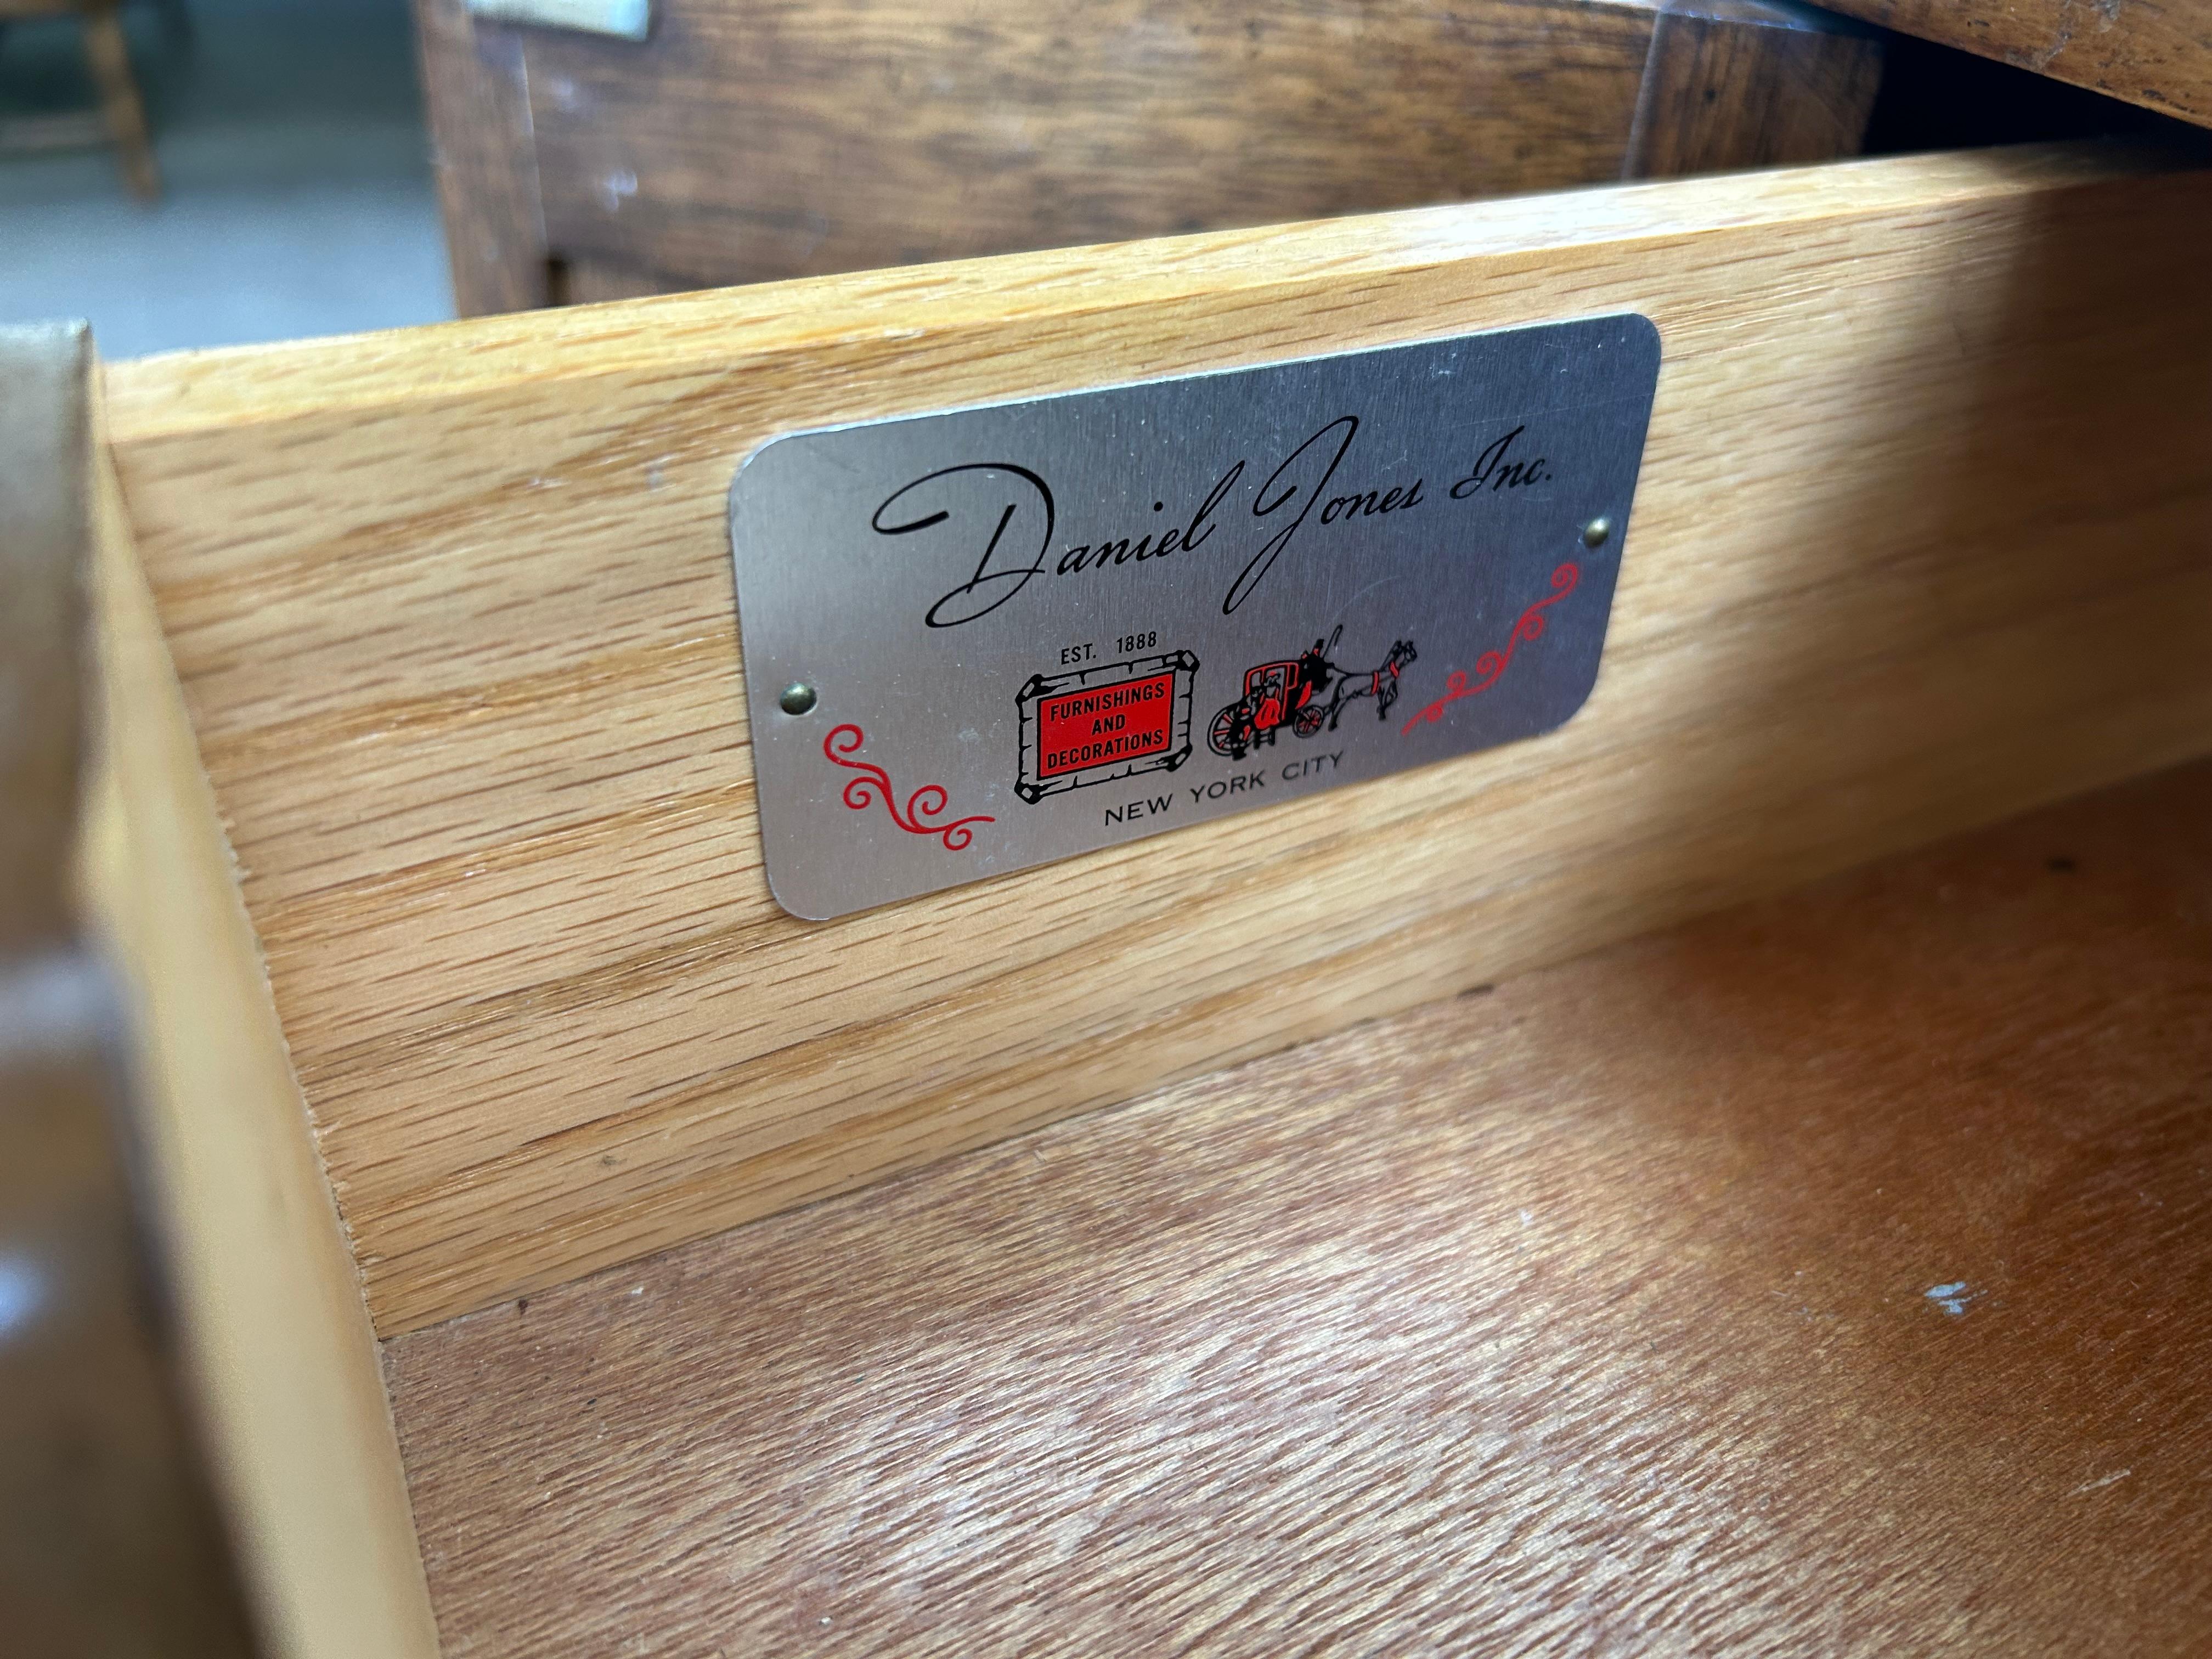 Daniel Jones Inc.
EST. 1888
FURNISHINGS
AND
DECORATIONS
NEW YORK CITY